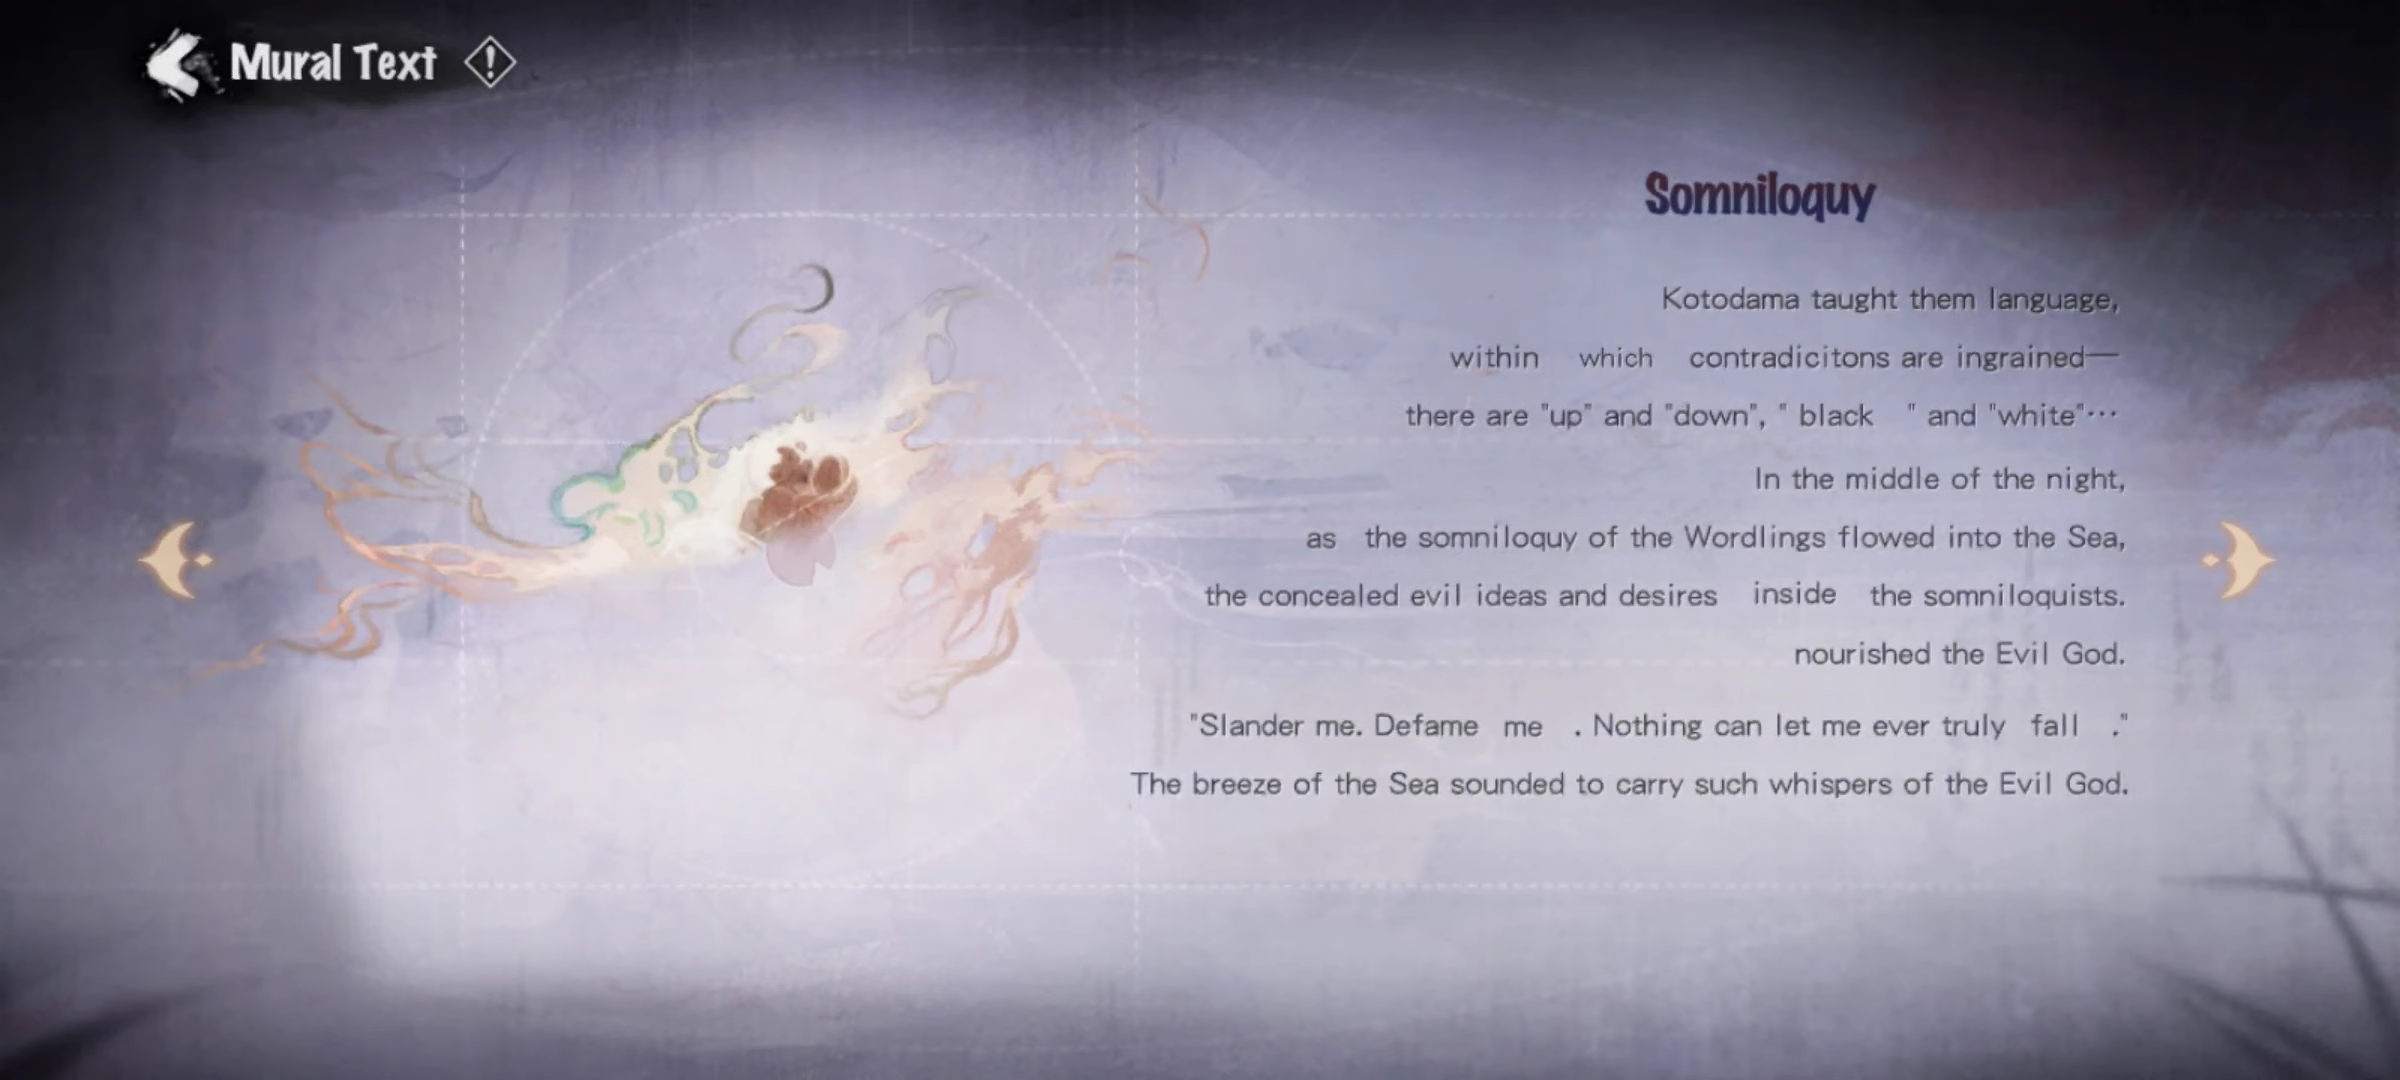 Mural Text
Somniloquy
Kotodama taught them language,
within which contradicitons are ingrained—
there are "up" and "down", " black " and "white"···
In the middle of the night,
as the somniloquy of the Wordlings flowed into the Sea,
the concealed evil ideas and desires inside the somniloquists.
nourished the Evil God.
"Slander me. Defame me . Nothing can let me ever truly fall ."
The breeze of the Sea sounded to carry such whispers of the Evil God.